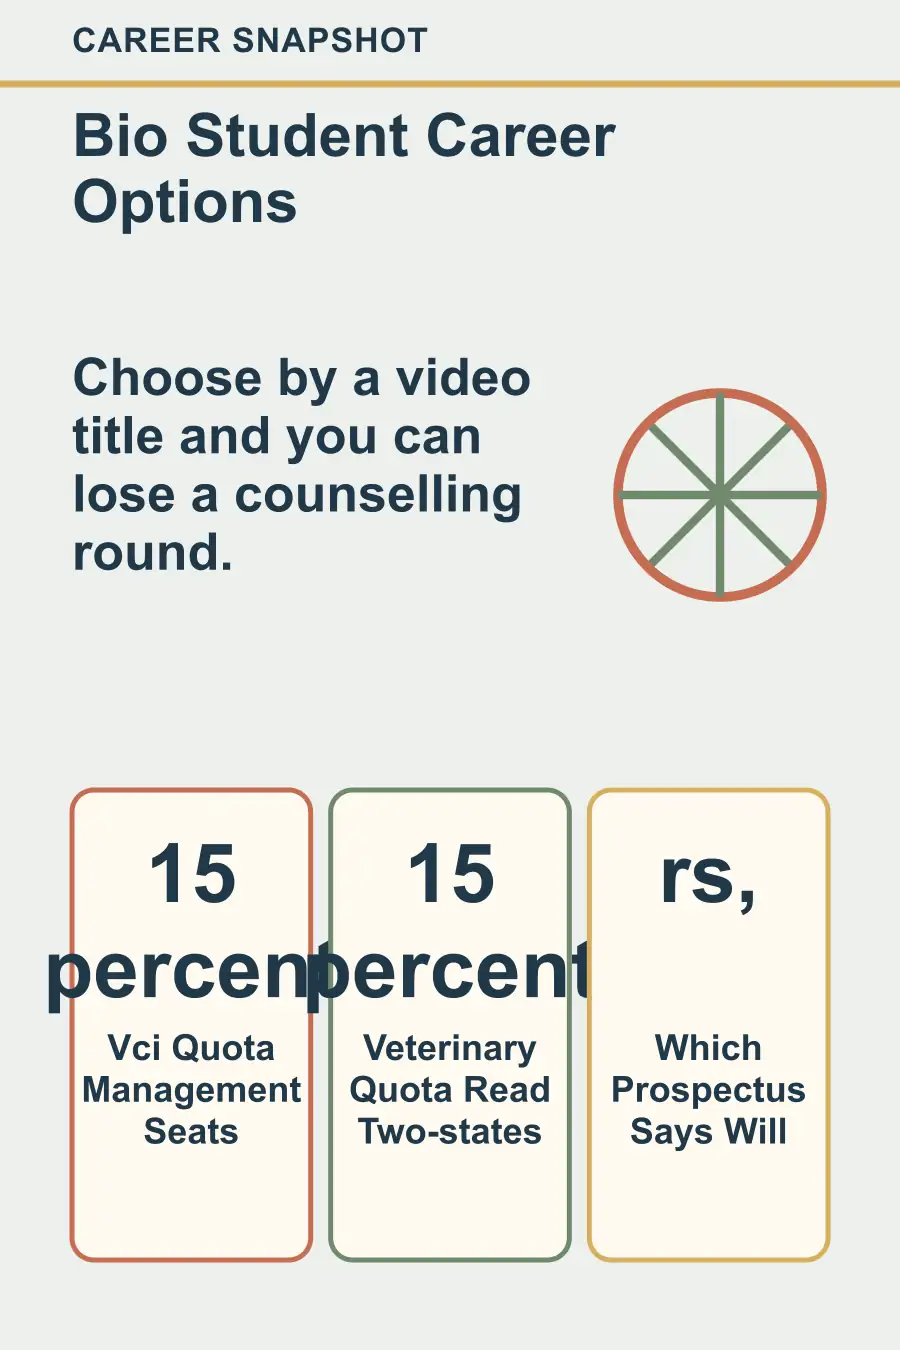 CAREER SNAPSHOT
Bio Student Career
Options
Choose by a video
title and you can
lose a counselling
round.
15
percent
Vci Quota
Management
Seats
15
percent
Veterinary
Quota Read
Two-states
rs,
Which
Prospectus
Says Will